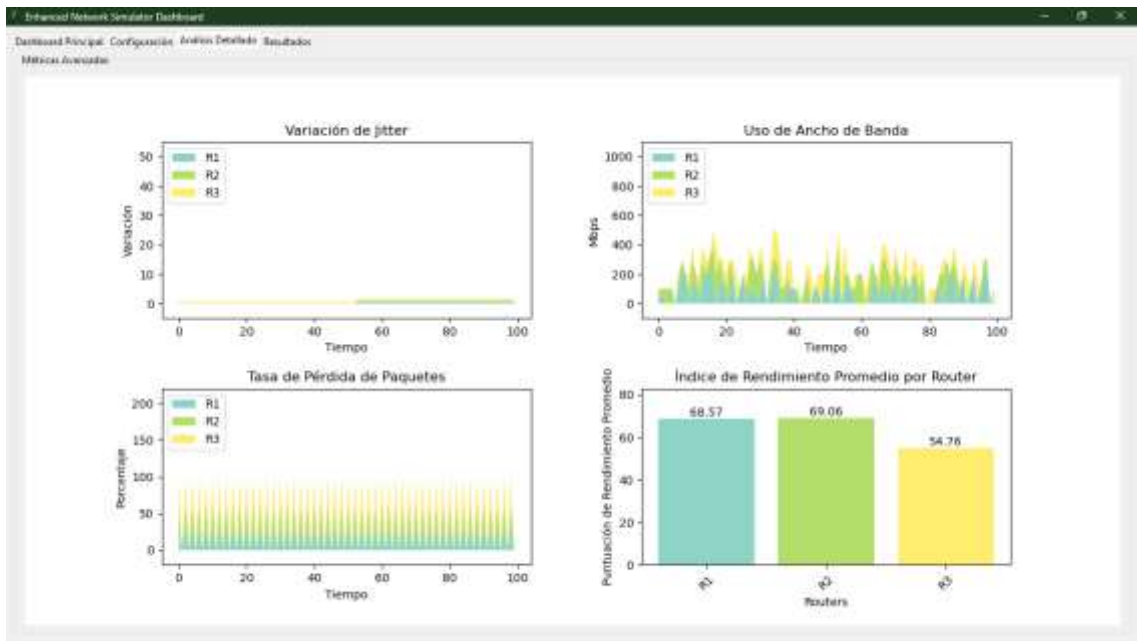 Enhanced Network Simulator Dashboard
Dashboard Principal Configuración Análisis Detallado Resultados
Métricas Avanzadas
Variación de Jitter
50
40
30
20
10
0
Variación
R1
R2
R3
0 20 40 60 80 100
Tiempo
Uso de Ancho de Banda
1000
800
600
400
200
0
Mbps
R1
R2
R3
0 20 40 60 80 100
Tiempo
Tasa de Pérdida de Paquetes
200
150
100
50
0
Porcentaje
R1
R2
R3
0 20 40 60 80 100
Tiempo
Índice de Rendimiento Promedio por Router
80
60
40
20
0
Puntuación de Rendimiento Promedio
68.57
69.06
54.76
R1 R2 R3
Routers